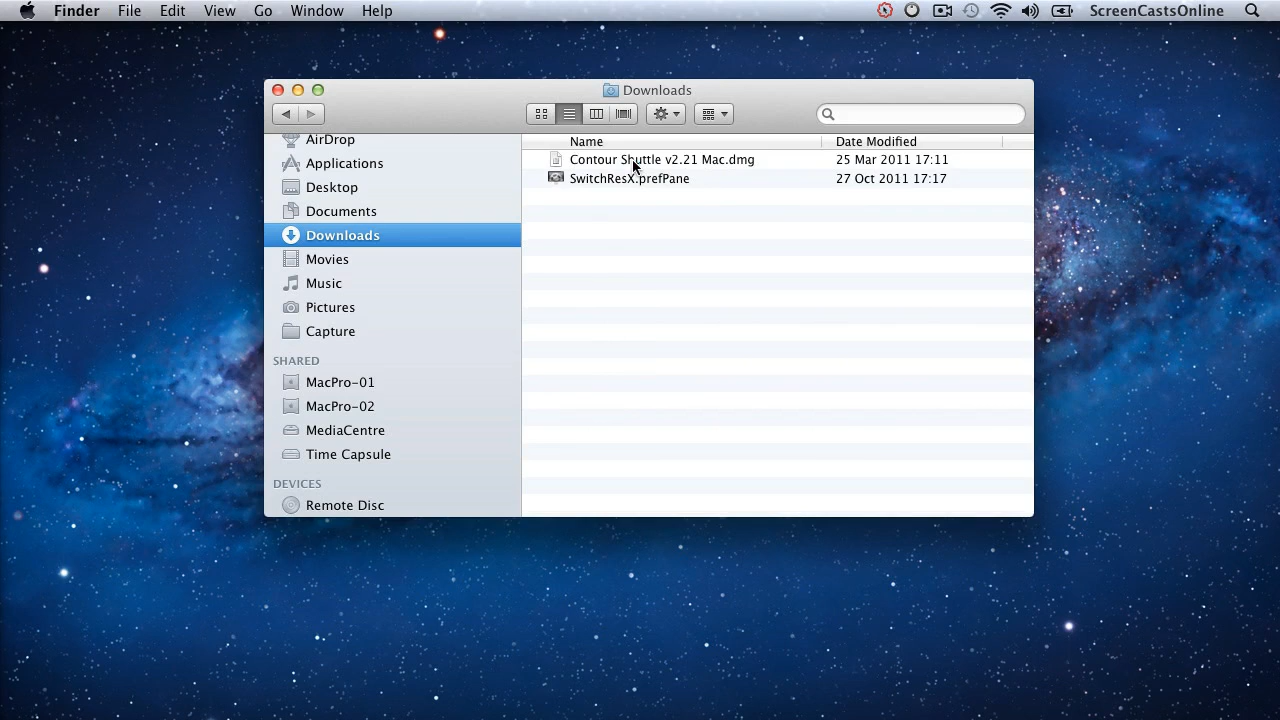 Finder File Edit View Go Window Help ScreenCastsOnline
Downloads
Name Date Modified
Contour Shuttle v2.21 Mac.dmg 25 Mar 2011 17:11
SwitchResX.prefPane 27 Oct 2011 17:17
AirDrop
Applications
Desktop
Documents
Downloads
Movies
Music
Pictures
Capture
SHARED
MacPro-01
MacPro-02
MediaCentre
Time Capsule
DEVICES
Remote Disc